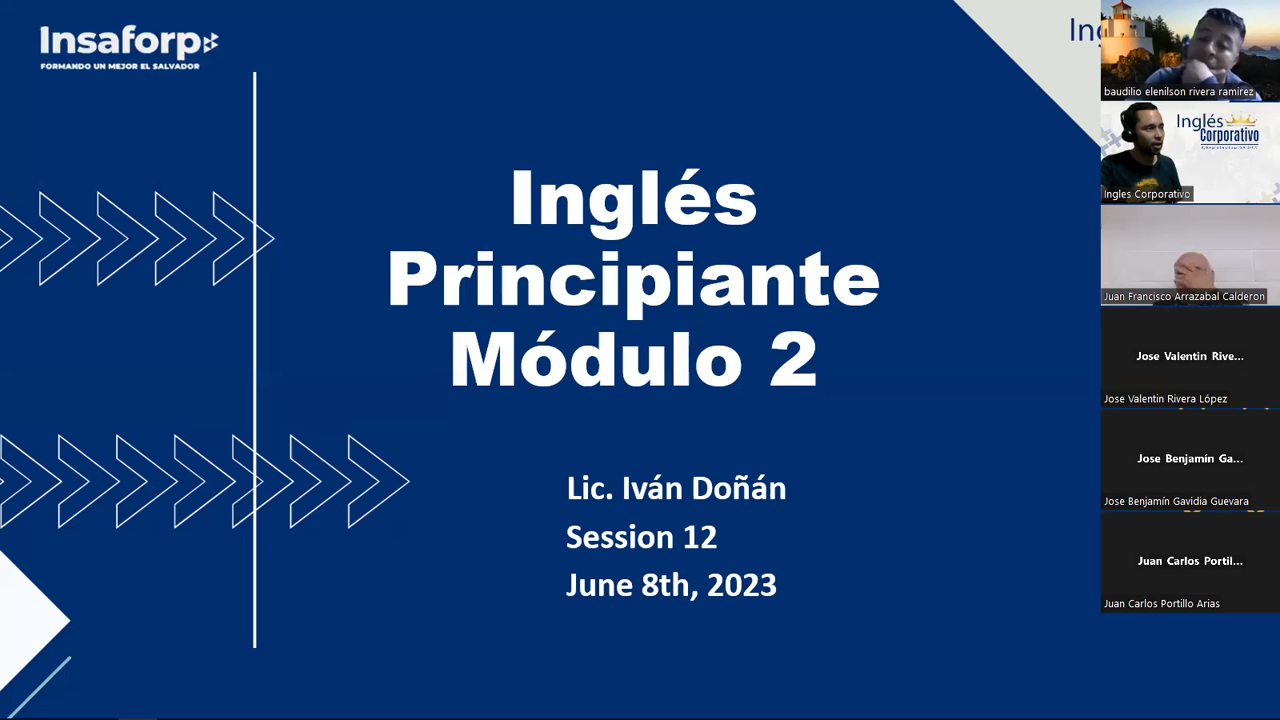 Insaforp
FORMANDO UN MEJOR EL SALVADOR
Inglés
Principiante
Módulo 2
Lic. Iván Doñán
Session 12
June 8th, 2023
baudilio elenilson rivera ramirez
Inglés
Corporativo
Ingles Corporativo
Juan Francisco Arrazabal Calderon
Jose Valentin Rive...
Jose Valentin Rivera López
Jose Benjamín Ga...
Jose Benjamín Gavidia Guevara
Juan Carlos Portil...
Juan Carlos Portillo Arias